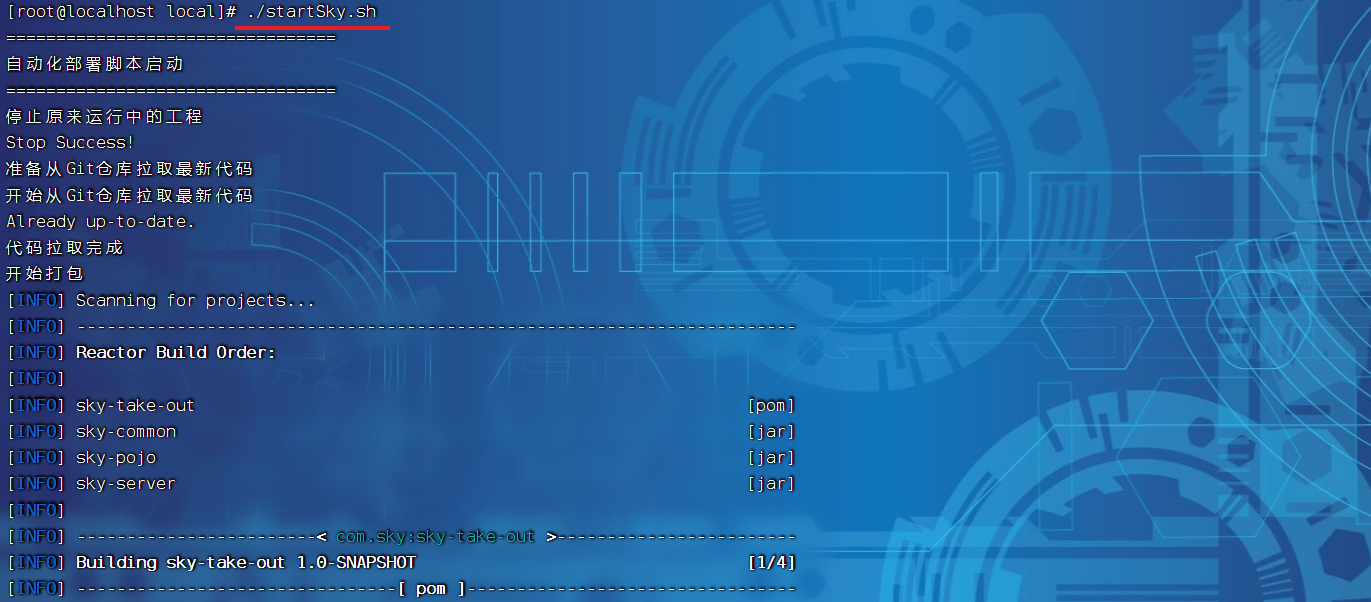 [root@localhost local]# ./startSky.sh
=================================
自动化部署脚本启动
=================================
停止原来运行中的工程
Stop Success!
准备从Git仓库拉取最新代码
开始从Git仓库拉取最新代码
Already up-to-date.
代码拉取完成
开始打包
[INFO] Scanning for projects...
[INFO] ------------------------------------------------------------------------
[INFO] Reactor Build Order:
[INFO]
[INFO] sky-take-out                                                       [pom]
[INFO] sky-common                                                         [jar]
[INFO] sky-pojo                                                           [jar]
[INFO] sky-server                                                         [jar]
[INFO]
[INFO] ------------------------< com.sky:sky-take-out >------------------------
[INFO] Building sky-take-out 1.0-SNAPSHOT                                 [1/4]
[INFO] --------------------------------[ pom ]---------------------------------